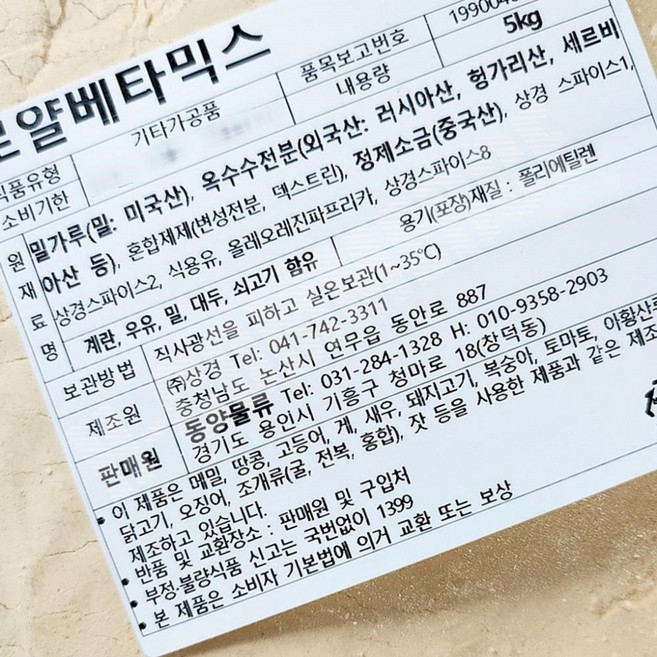 로얄베타믹스
식품유형 기타가공품 품목보고번호 199004
소비기한 내용량 5kg
원재료명 밀가루(밀: 미국산), 옥수수전분(외국산: 러시아산, 헝가리산, 세르비
아산 등), 혼합제제(변성전분, 덱스트린), 정제소금(중국산), 상경 스파이스1,
상경스파이스2, 식용유, 올레오레진파프리카, 상경스파이스8
계란, 우유, 밀, 대두, 쇠고기 함유 용기(포장)재질 : 폴리에틸렌
보관방법 직사광선을 피하고 실온보관(1~35℃)
제조원 ㈜상경 Tel: 041-742-3311
충청남도 논산시 연무읍 동안로 887
판매원 동양물류 Tel: 031-284-1328 H: 010-9358-2903
경기도 용인시 기흥구 청마로 18(창덕동)
• 이 제품은 메밀, 땅콩, 고등어, 게, 새우, 돼지고기, 복숭아, 토마토, 아황산류
닭고기, 오징어, 조개류(굴, 전복, 홍합), 잣 등을 사용한 제품과 같은 제조
제조하고 있습니다.
• 반품 및 교환장소 : 판매원 및 구입처
• 부정·불량식품 신고는 국번없이 1399
• 본 제품은 소비자 기본법에 의거 교환 또는 보상